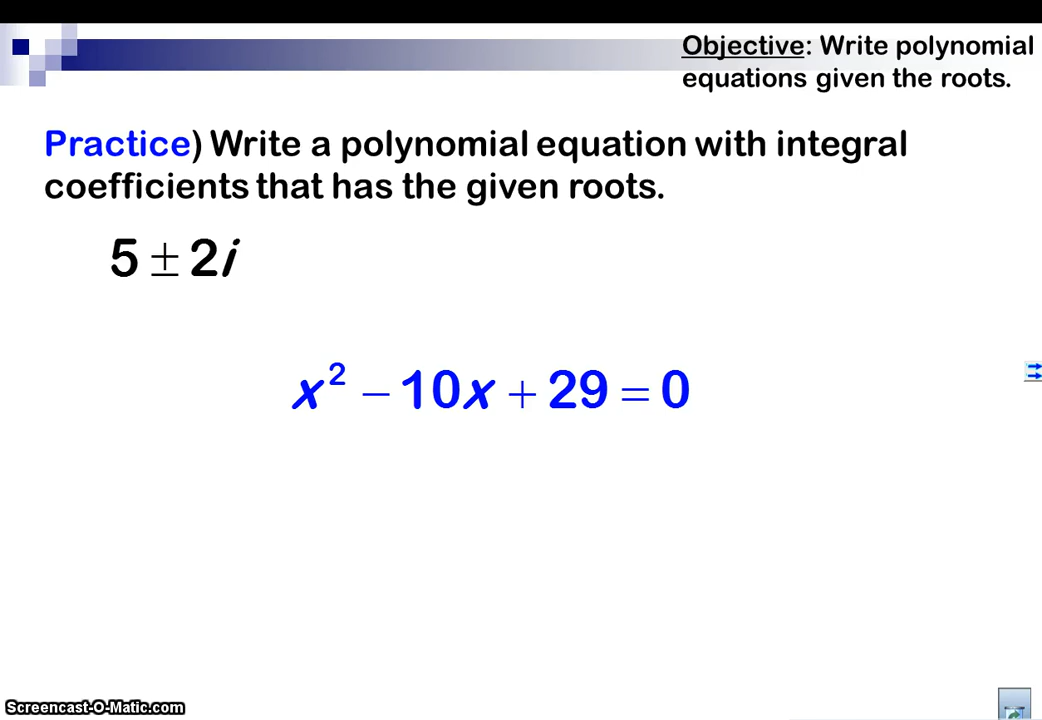 Objective: Write polynomial
equations given the roots.
Practice) Write a polynomial equation with integral
coefficients that has the given roots.
5 ± 2i
x² − 10x + 29 = 0
Screencast-O-Matic.com